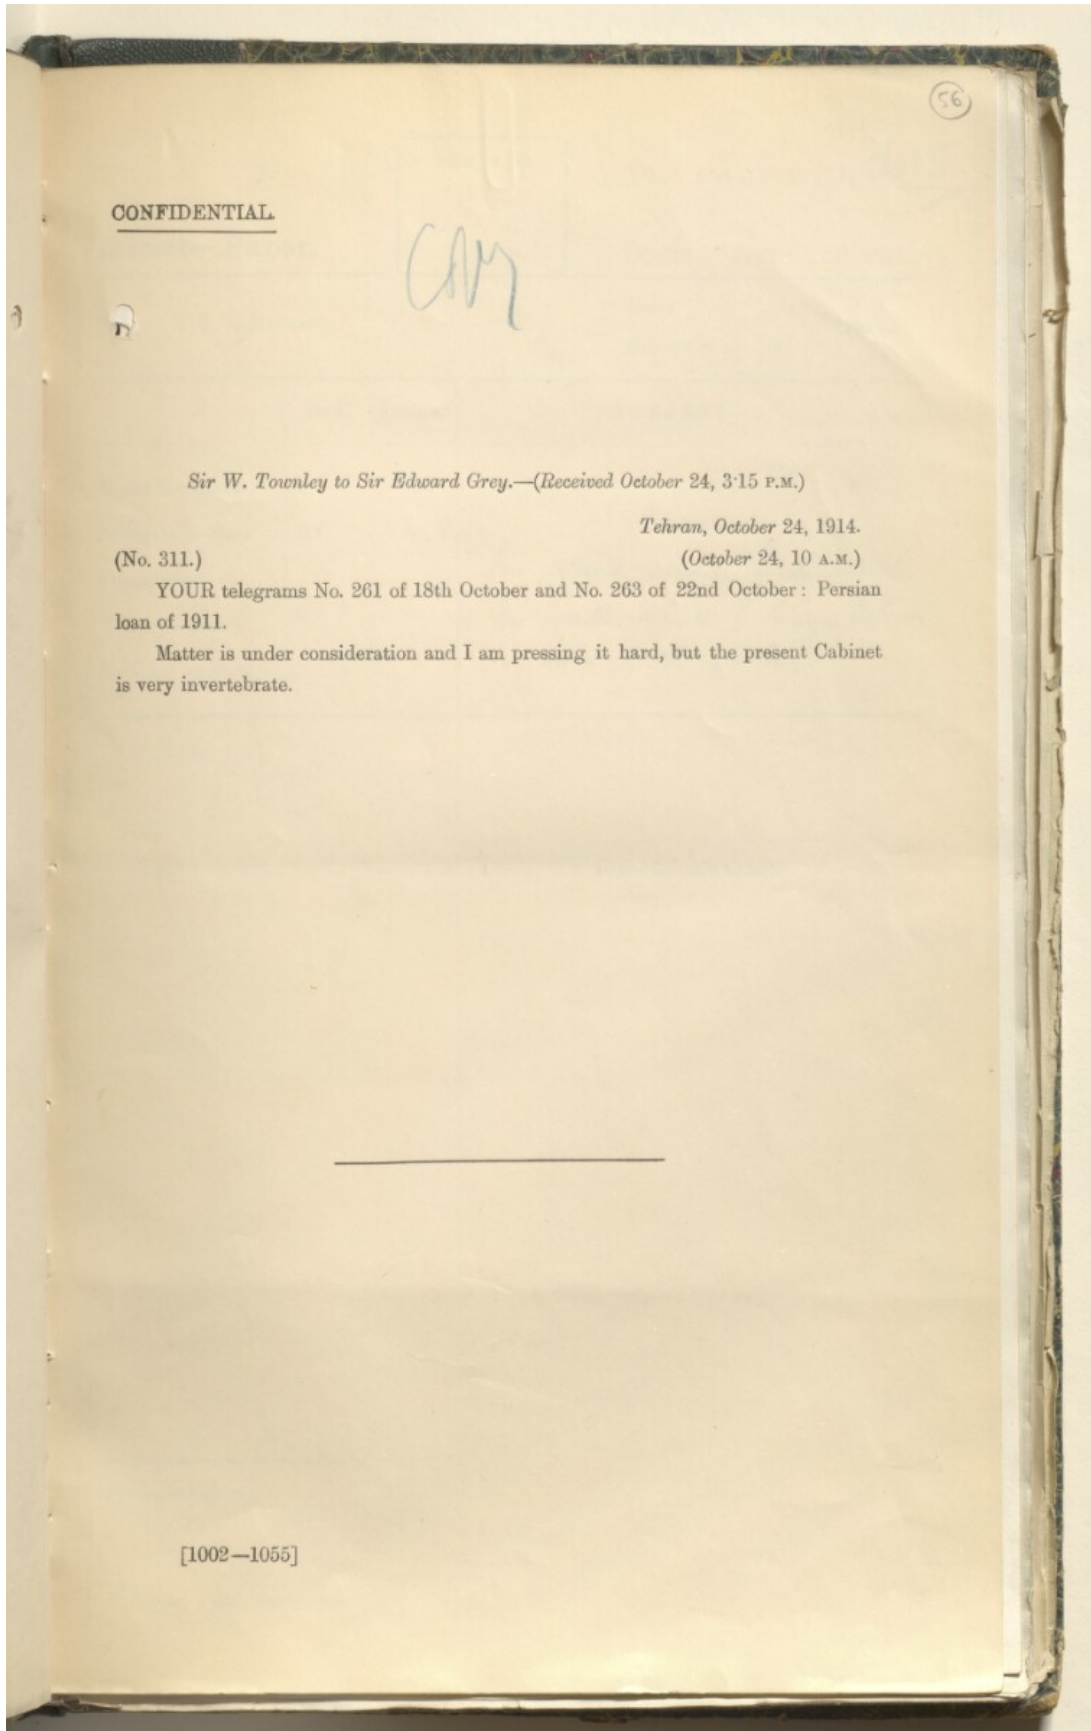 56
CONFIDENTIAL.
Copy
Sir W. Townley to Sir Edward Grey.—(Received October 24, 3·15 P.M.)
Tehran, October 24, 1914.
(No. 311.) (October 24, 10 A.M.)
YOUR telegrams No. 261 of 18th October and No. 263 of 22nd October: Persian
loan of 1911.
Matter is under consideration and I am pressing it hard, but the present Cabinet
is very invertebrate.
[1002—1055]